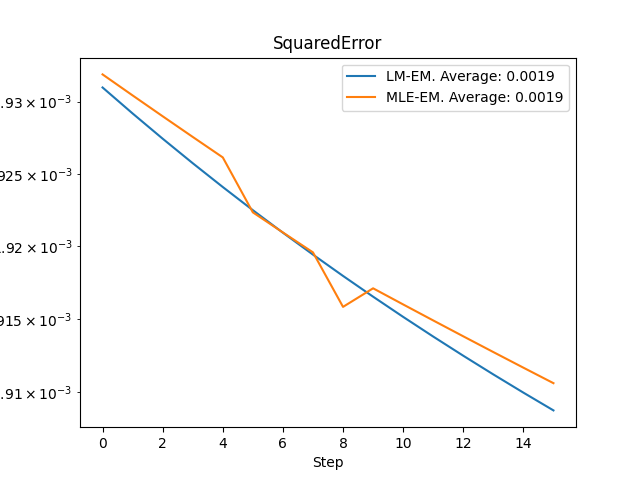 SquaredError
LM-EM. Average: 0.0019
MLE-EM. Average: 0.0019
.93 × 10⁻³
925 × 10⁻³
.92 × 10⁻³
915 × 10⁻³
.91 × 10⁻³
0 2 4 6 8 10 12 14
Step